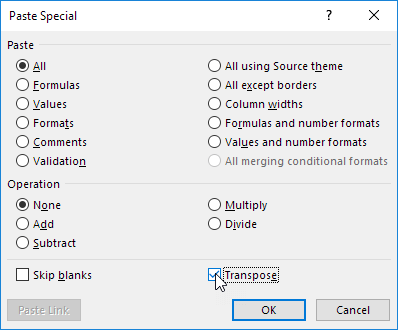 Paste Special
Paste
All
All using Source theme
Formulas
All except borders
Values
Column widths
Formats
Formulas and number formats
Comments
Values and number formats
Validation
All merging conditional formats
Operation
None
Multiply
Add
Divide
Subtract
Skip blanks
Transpose
Paste Link
OK
Cancel